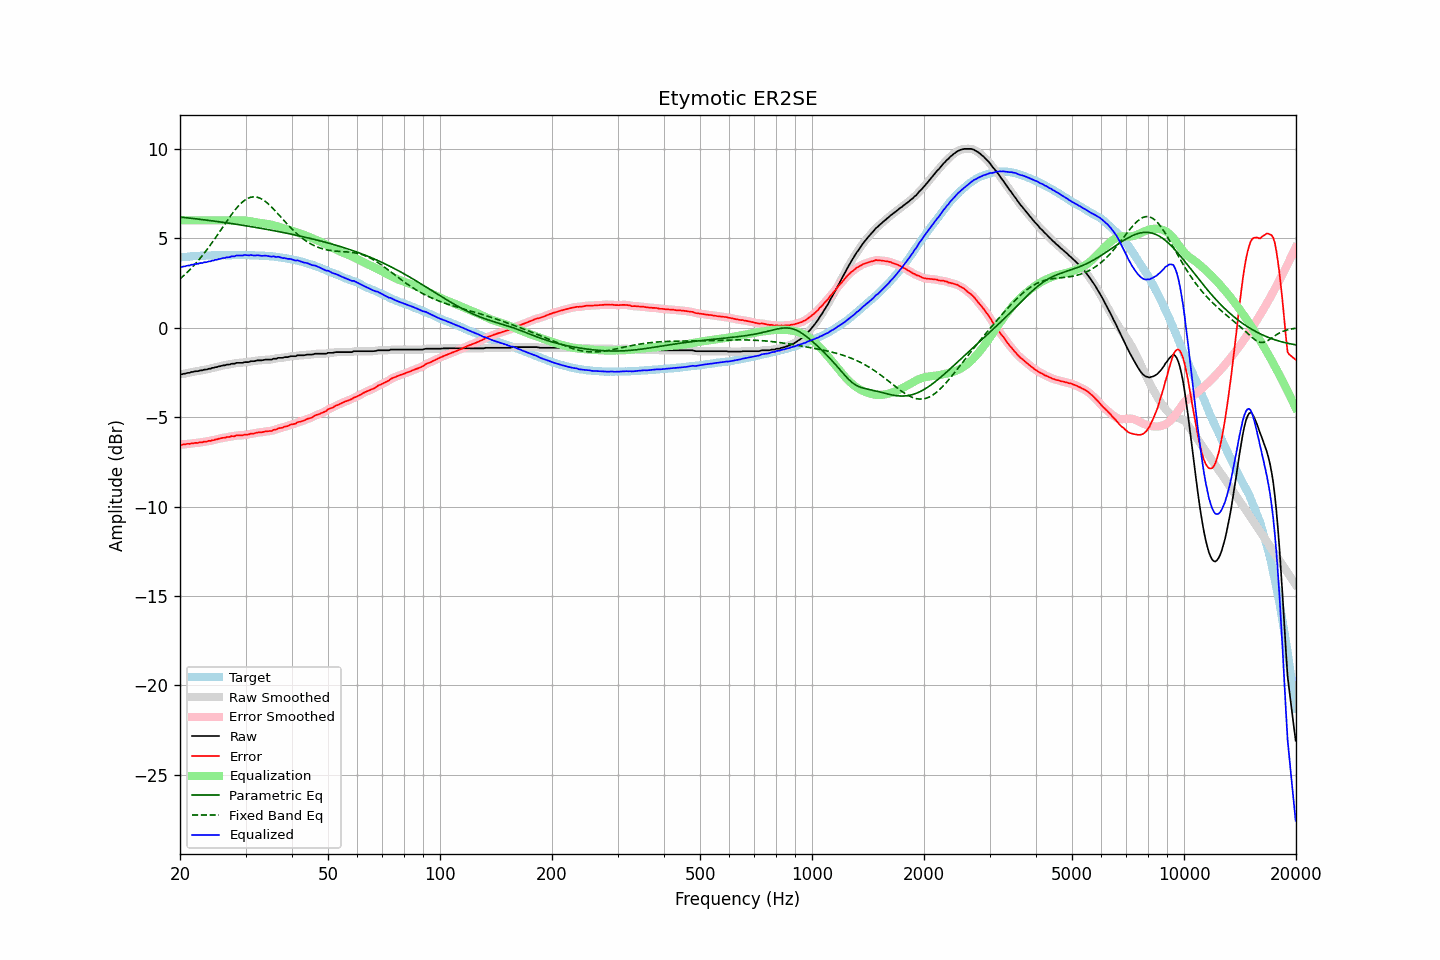 Etymotic ER2SE
Amplitude (dBr)
10
5
0
−5
−10
−15
−20
−25
Target
Raw Smoothed
Error Smoothed
Raw
Error
Equalization
Parametric Eq
Fixed Band Eq
Equalized
20 50 100 200 500 1000 2000 5000 10000 20000
Frequency (Hz)